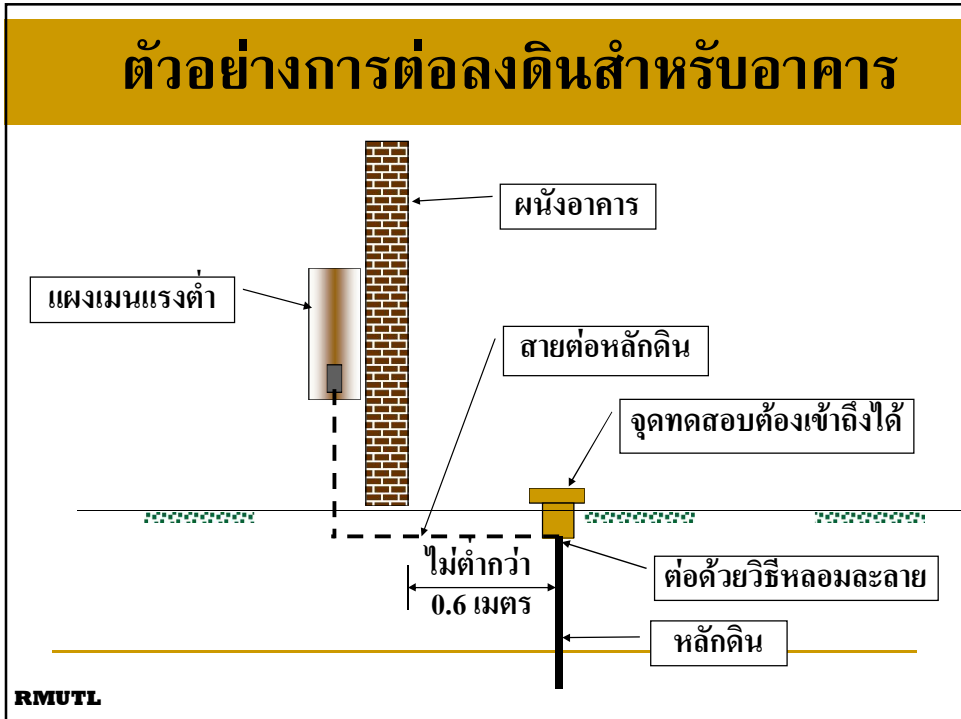 ตัวอย่างการต่อลงดินสำหรับอาคาร
ผนังอาคาร
แผงเมนแรงต่ำ
สายต่อหลักดิน
จุดทดสอบต้องเข้าถึงได้
ไม่ต่ำกว่า
0.6 เมตร
ต่อด้วยวิธีหลอมละลาย
หลักดิน
RMUTL